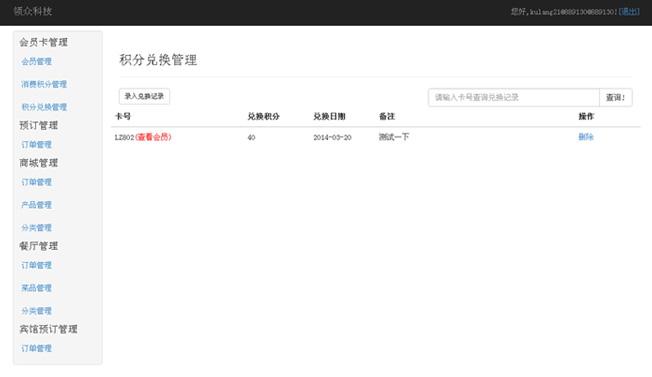 领众科技
您好,kulang21@889130@889130![退出]
会员卡管理
会员管理
消费积分管理
积分兑换管理
预订管理
订单管理
商城管理
订单管理
产品管理
分类管理
餐厅管理
订单管理
菜品管理
分类管理
宾馆预订管理
订单管理
积分兑换管理
录入兑换记录
请输入卡号查询兑换记录 查询!
卡号 兑换积分 兑换日期 备注 操作
LZ802(查看会员) 40 2014-03-20 测试一下 删除